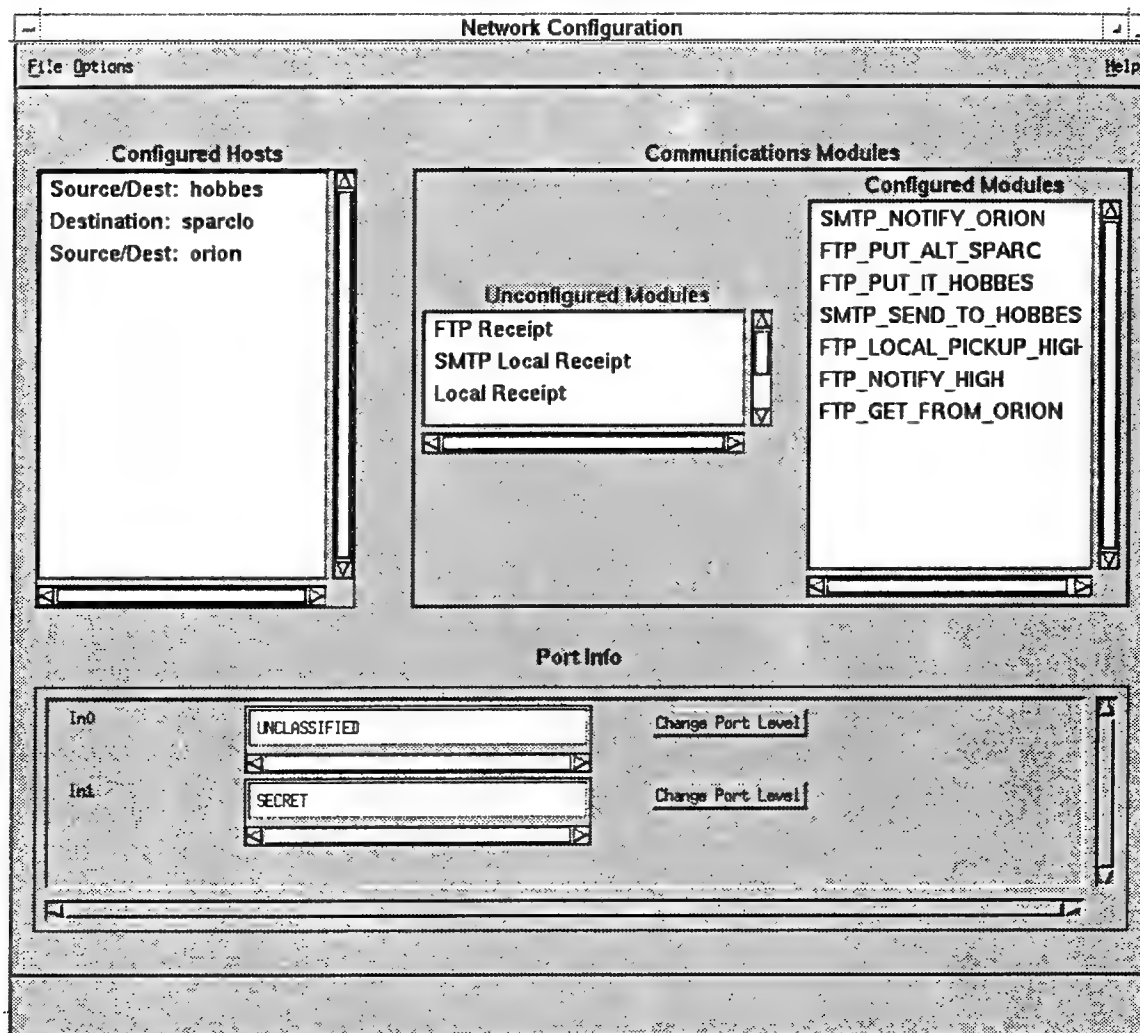 Network Configuration
File Options Help
Configured Hosts
Source/Dest: hobbes
Destination: sparclo
Source/Dest: orion
Communications Modules
Unconfigured Modules
FTP Receipt
SMTP Local Receipt
Local Receipt
Configured Modules
SMTP_NOTIFY_ORION
FTP_PUT_ALT_SPARC
FTP_PUT_IT_HOBBES
SMTP_SEND_TO_HOBBES
FTP_LOCAL_PICKUP_HIGH
FTP_NOTIFY_HIGH
FTP_GET_FROM_ORION
Port Info
In0 UNCLASSIFIED Change Port Level
In1 SECRET Change Port Level